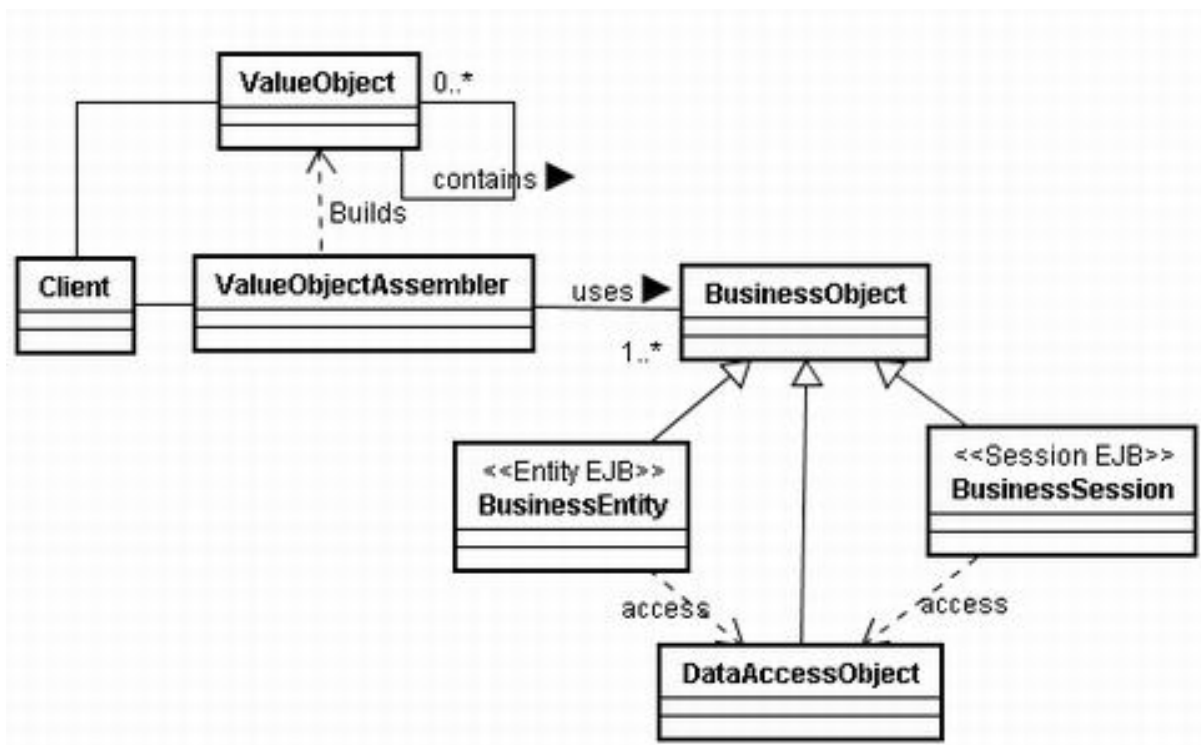 ValueObject
0..*
contains
Builds
Client
ValueObjectAssembler
uses
BusinessObject
1..*
<<Entity EJB>>
BusinessEntity
<<Session EJB>>
BusinessSession
access
access
DataAccessObject